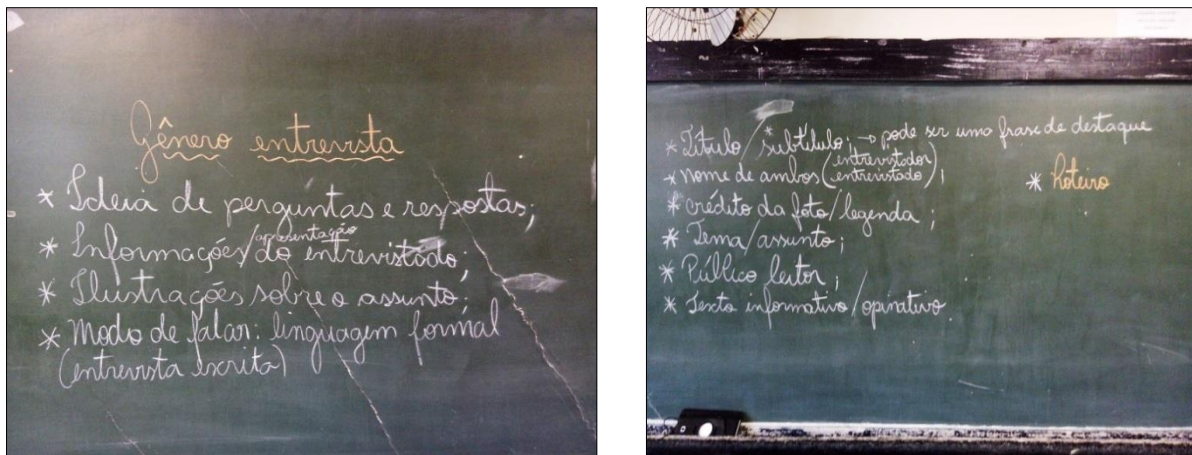 Gênero entrevista
* Ideia de perguntas e respostas;
* Informações/apresentação do entrevistado;
* Ilustrações sobre o assunto;
* Modo de falar: linguagem formal
(entrevista escrita)
* Título/*subtítulo; → pode ser uma frase de destaque
* nome de ambos (entrevistador
entrevistado);
* Roteiro
* crédito da foto/legenda;
* Tema/assunto;
* Público leitor;
* Texto informativo/opinativo.